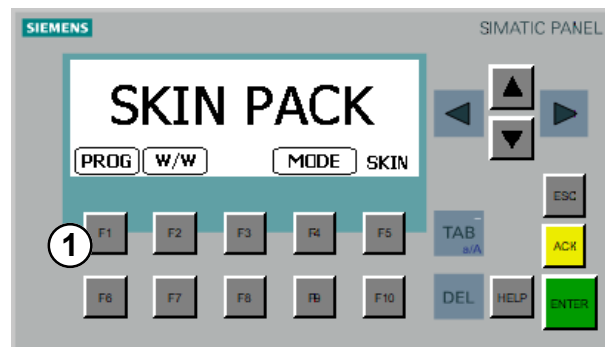 SIEMENS SIMATIC PANEL
SKIN PACK
PROG W/W MODE SKIN
ESC
1 F1 F2 F3 F4 F5 TAB a/A ACK
F6 F7 F8 F10 DEL HELP ENTER